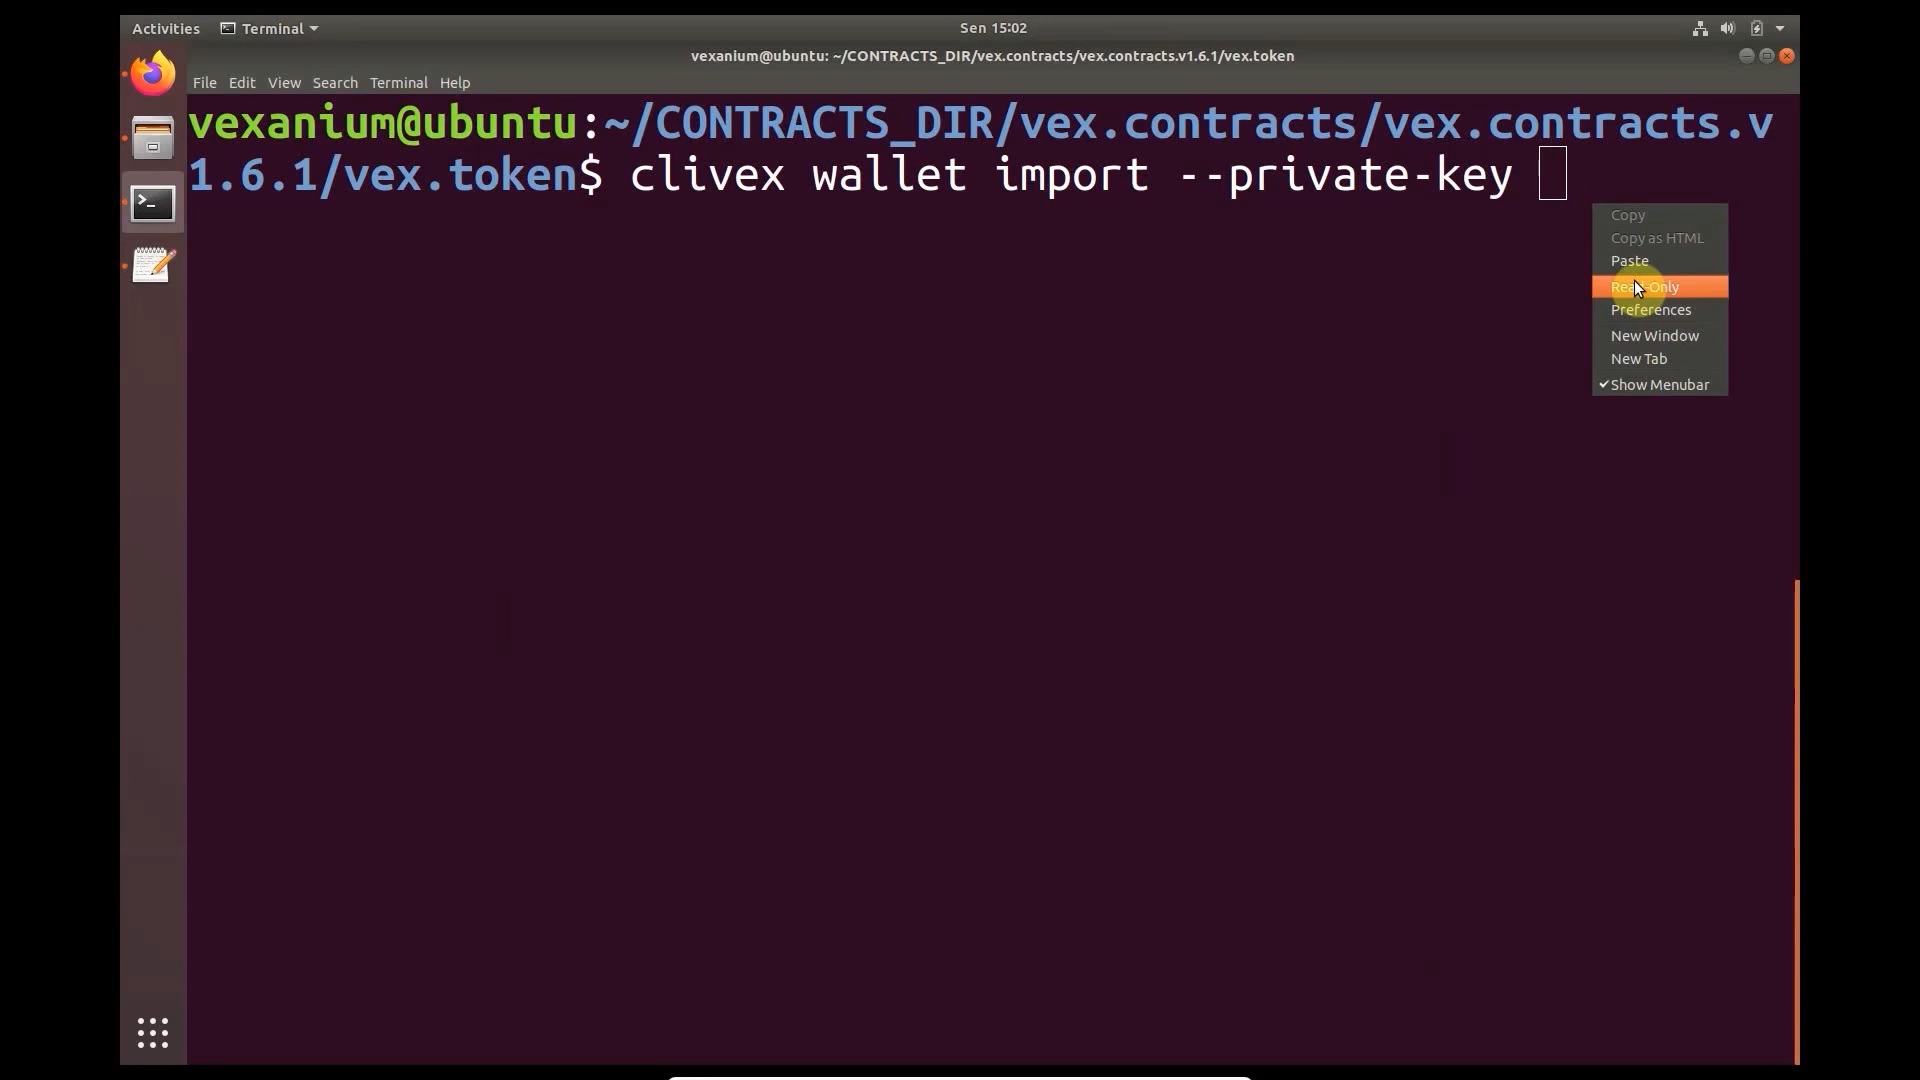 Activities Terminal Sen 15:02
vexanium@ubuntu: ~/CONTRACTS_DIR/vex.contracts/vex.contracts.v1.6.1/vex.token
File Edit View Search Terminal Help
vexanium@ubuntu:~/CONTRACTS_DIR/vex.contracts/vex.contracts.v
1.6.1/vex.token$ clivex wallet import --private-key
Copy
Copy as HTML
Paste
Read-Only
Preferences
New Window
New Tab
Show Menubar